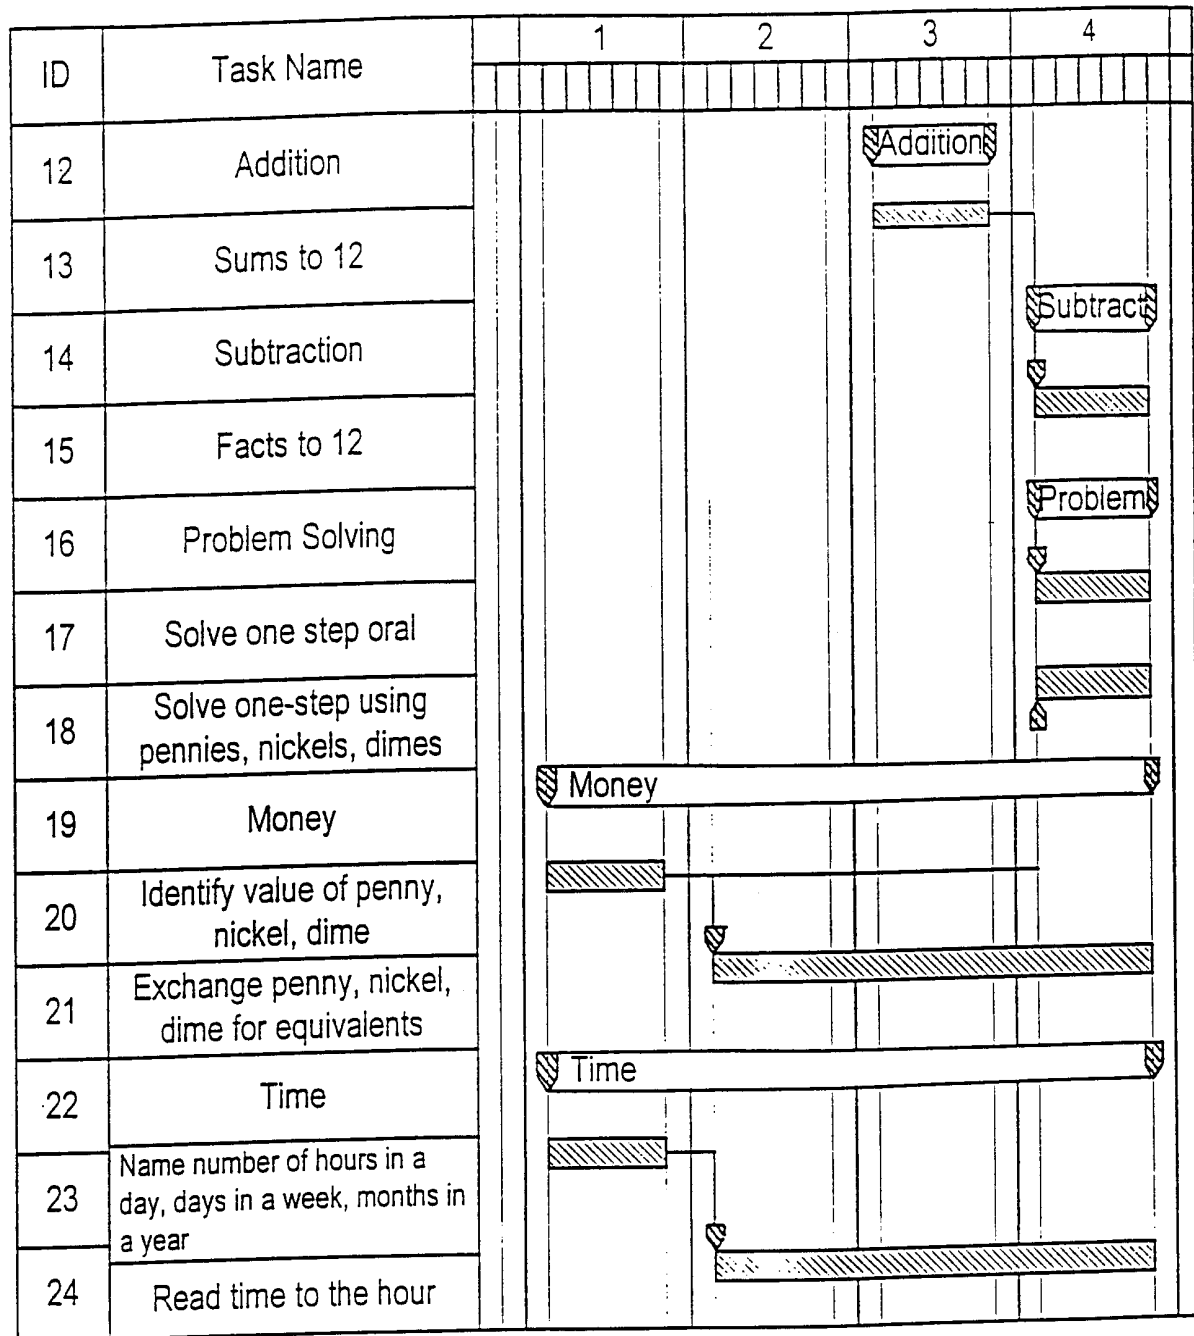 ID Task Name 1 2 3 4
12 Addition Addition
13 Sums to 12
14 Subtraction Subtract
15 Facts to 12
16 Problem Solving Problem
17 Solve one step oral
18 Solve one-step using
pennies, nickels, dimes
Money
19 Money
20 Identify value of penny,
nickel, dime
21 Exchange penny, nickel,
dime for equivalents
Time
22 Time
23 Name number of hours in a
day, days in a week, months in
a year
24 Read time to the hour